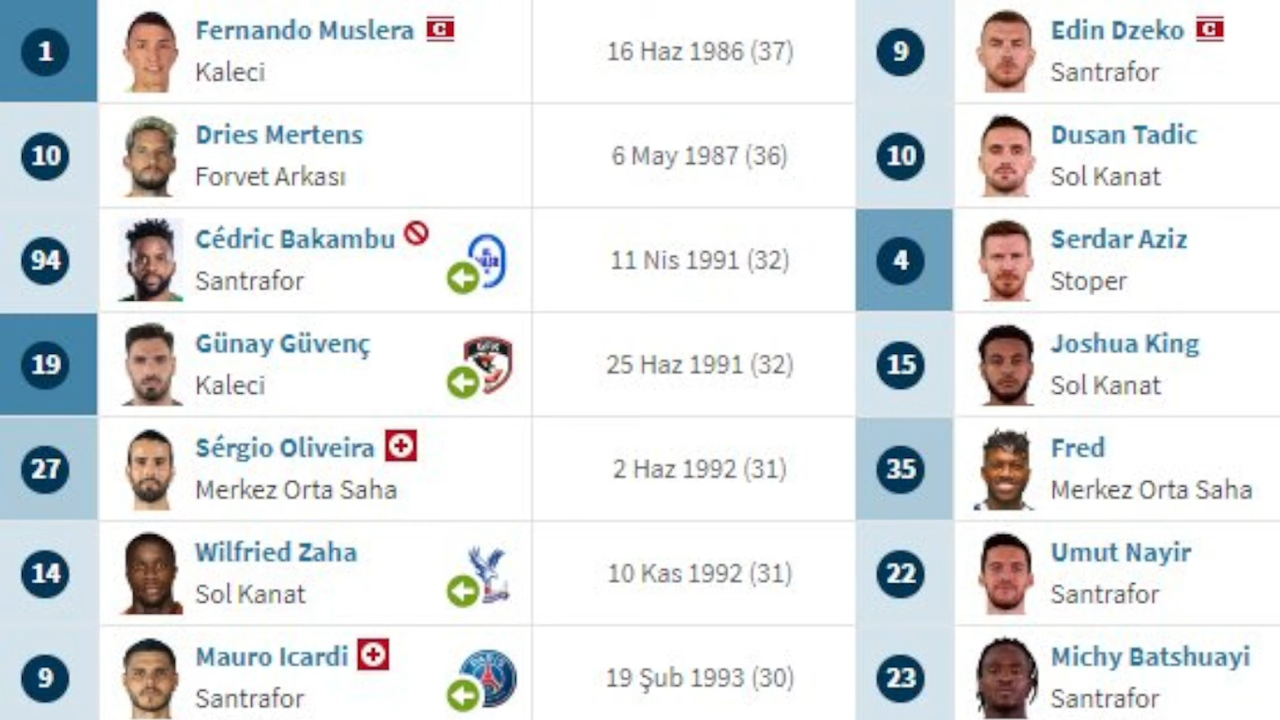 1
Fernando Muslera C
Kaleci
16 Haz 1986 (37)
9
Edin Dzeko C
Santrafor
10
Dries Mertens
Forvet Arkası
6 May 1987 (36)
10
Dusan Tadic
Sol Kanat
94
Cédric Bakambu
Santrafor
11 Nis 1991 (32)
4
Serdar Aziz
Stoper
19
Günay Güvenç
Kaleci
25 Haz 1991 (32)
15
Joshua King
Sol Kanat
27
Sérgio Oliveira
Merkez Orta Saha
2 Haz 1992 (31)
35
Fred
Merkez Orta Saha
14
Wilfried Zaha
Sol Kanat
10 Kas 1992 (31)
22
Umut Nayir
Santrafor
9
Mauro Icardi
Santrafor
PARIS
19 Şub 1993 (30)
23
Michy Batshuayi
Santrafor